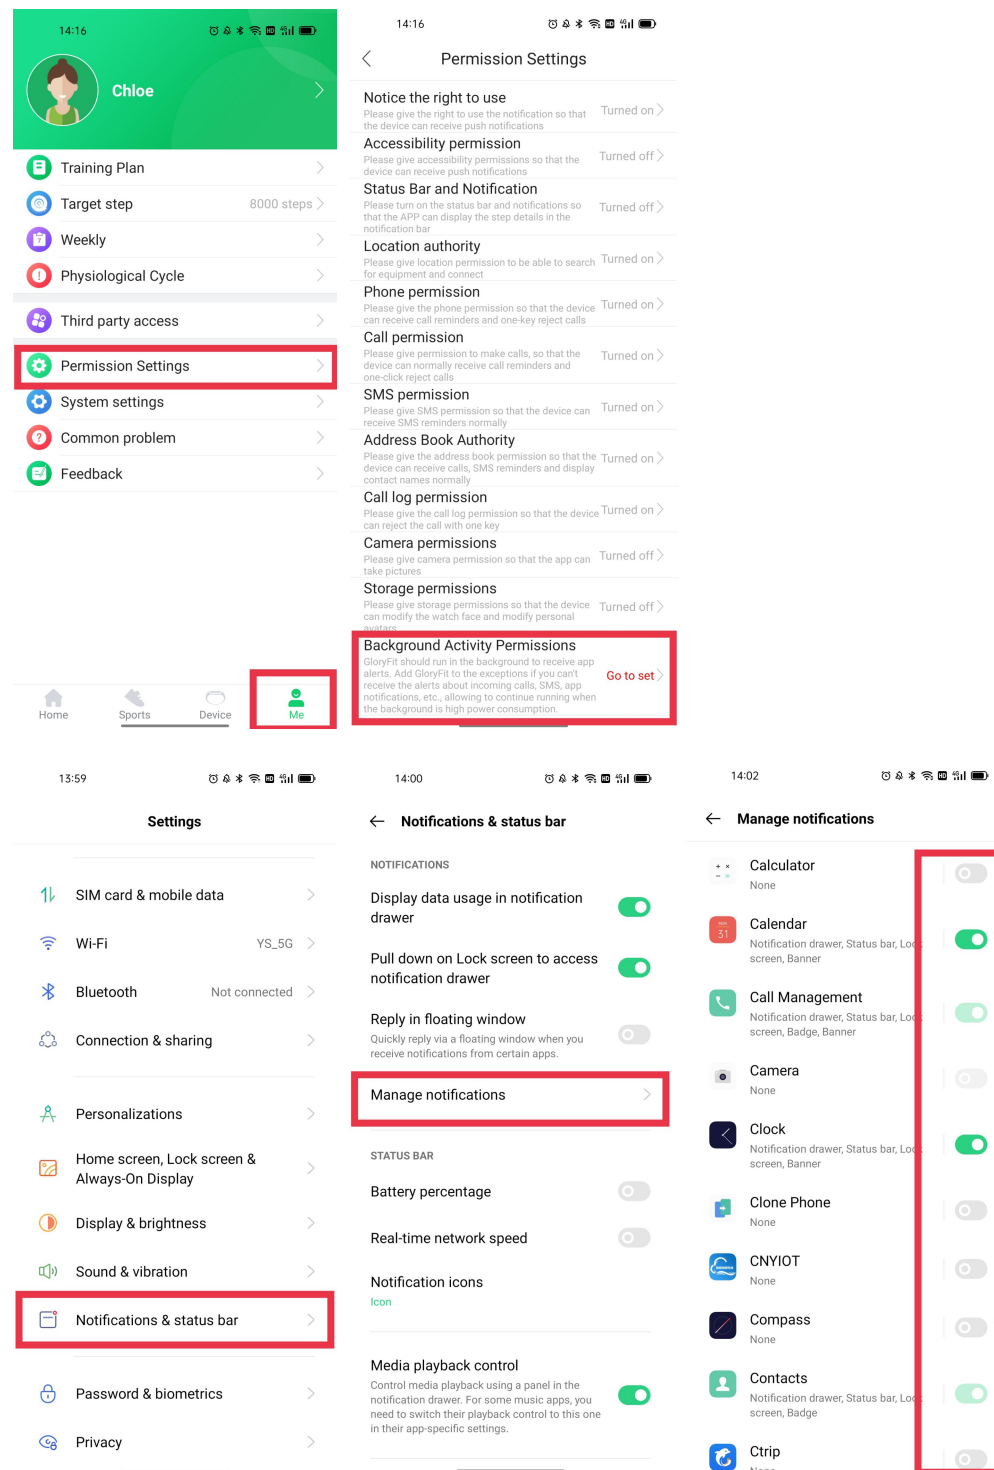 14:16
Chloe
Training Plan
Target step 8000 steps
Weekly
Physiological Cycle
Third party access
Permission Settings
System settings
Common problem
Feedback
Home Sports Device Me
14:16
Permission Settings
Notice the right to use
Please give the right to use the notification so that
the device can receive push notifications
Turned on
Accessibility permission
Please give accessibility permissions so that the
device can receive push notifications
Turned off
Status Bar and Notification
Please turn on the status bar and notifications so
that the APP can display the step details in the
notification bar
Turned off
Location authority
Please give location permission to be able to search
for equipment and connect
Turned on
Phone permission
Please give the phone permission so that the device
can receive call reminders and one-key reject calls
Turned on
Call permission
Please give permission to make calls, so that the
device can normally receive call reminders and
one-click reject calls
Turned on
SMS permission
Please give SMS permission so that the device can
receive SMS reminders normally
Turned on
Address Book Authority
Please give the address book permission so that the
device can receive calls, SMS reminders and display
contact names normally
Turned on
Call log permission
Please give the call log permission so that the device
can reject the call with one key
Turned on
Camera permissions
Please give camera permission so that the app can
take pictures
Turned off
Storage permissions
Please give storage permissions so that the device
can modify the watch face and modify personal
avatars
Turned off
Background Activity Permissions
GloryFit should run in the background to receive app
alerts. Add GloryFit to the exceptions if you can't
receive the alerts about incoming calls, SMS, app
notifications, etc., allowing to continue running when
the background is high power consumption.
Go to set
13:59
Settings
SIM card & mobile data
Wi-Fi YS_5G
Bluetooth Not connected
Connection & sharing
Personalizations
Home screen, Lock screen &
Always-On Display
Display & brightness
Sound & vibration
Notifications & status bar
Password & biometrics
Privacy
14:00
Notifications & status bar
NOTIFICATIONS
Display data usage in notification
drawer
Pull down on Lock screen to access
notification drawer
Reply in floating window
Quickly reply via a floating window when you
receive notifications from certain apps.
Manage notifications
STATUS BAR
Battery percentage
Real-time network speed
Notification icons
Icon
Media playback control
Control media playback using a panel in the
notification drawer. For some music apps, you
need to switch their playback control to this one
in their app-specific settings.
14:02
Manage notifications
Calculator
None
Calendar
Notification drawer, Status bar, Lock
screen, Banner
Call Management
Notification drawer, Status bar, Lock
screen, Badge, Banner
Camera
None
Clock
Notification drawer, Status bar, Lock
screen, Banner
Clone Phone
None
CNYIOT
None
Compass
None
Contacts
Notification drawer, Status bar, Lock
screen, Badge
Ctrip